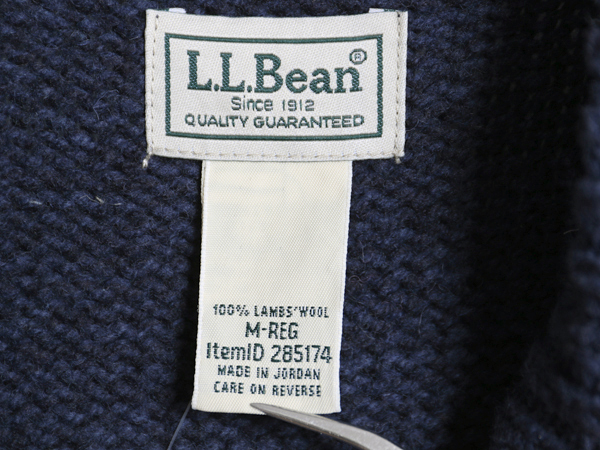 L.L.Bean®
Since 1912
QUALITY GUARANTEED
100% LAMBS' WOOL
M-REG
ItemID 285174
MADE IN JORDAN
CARE ON REVERSE